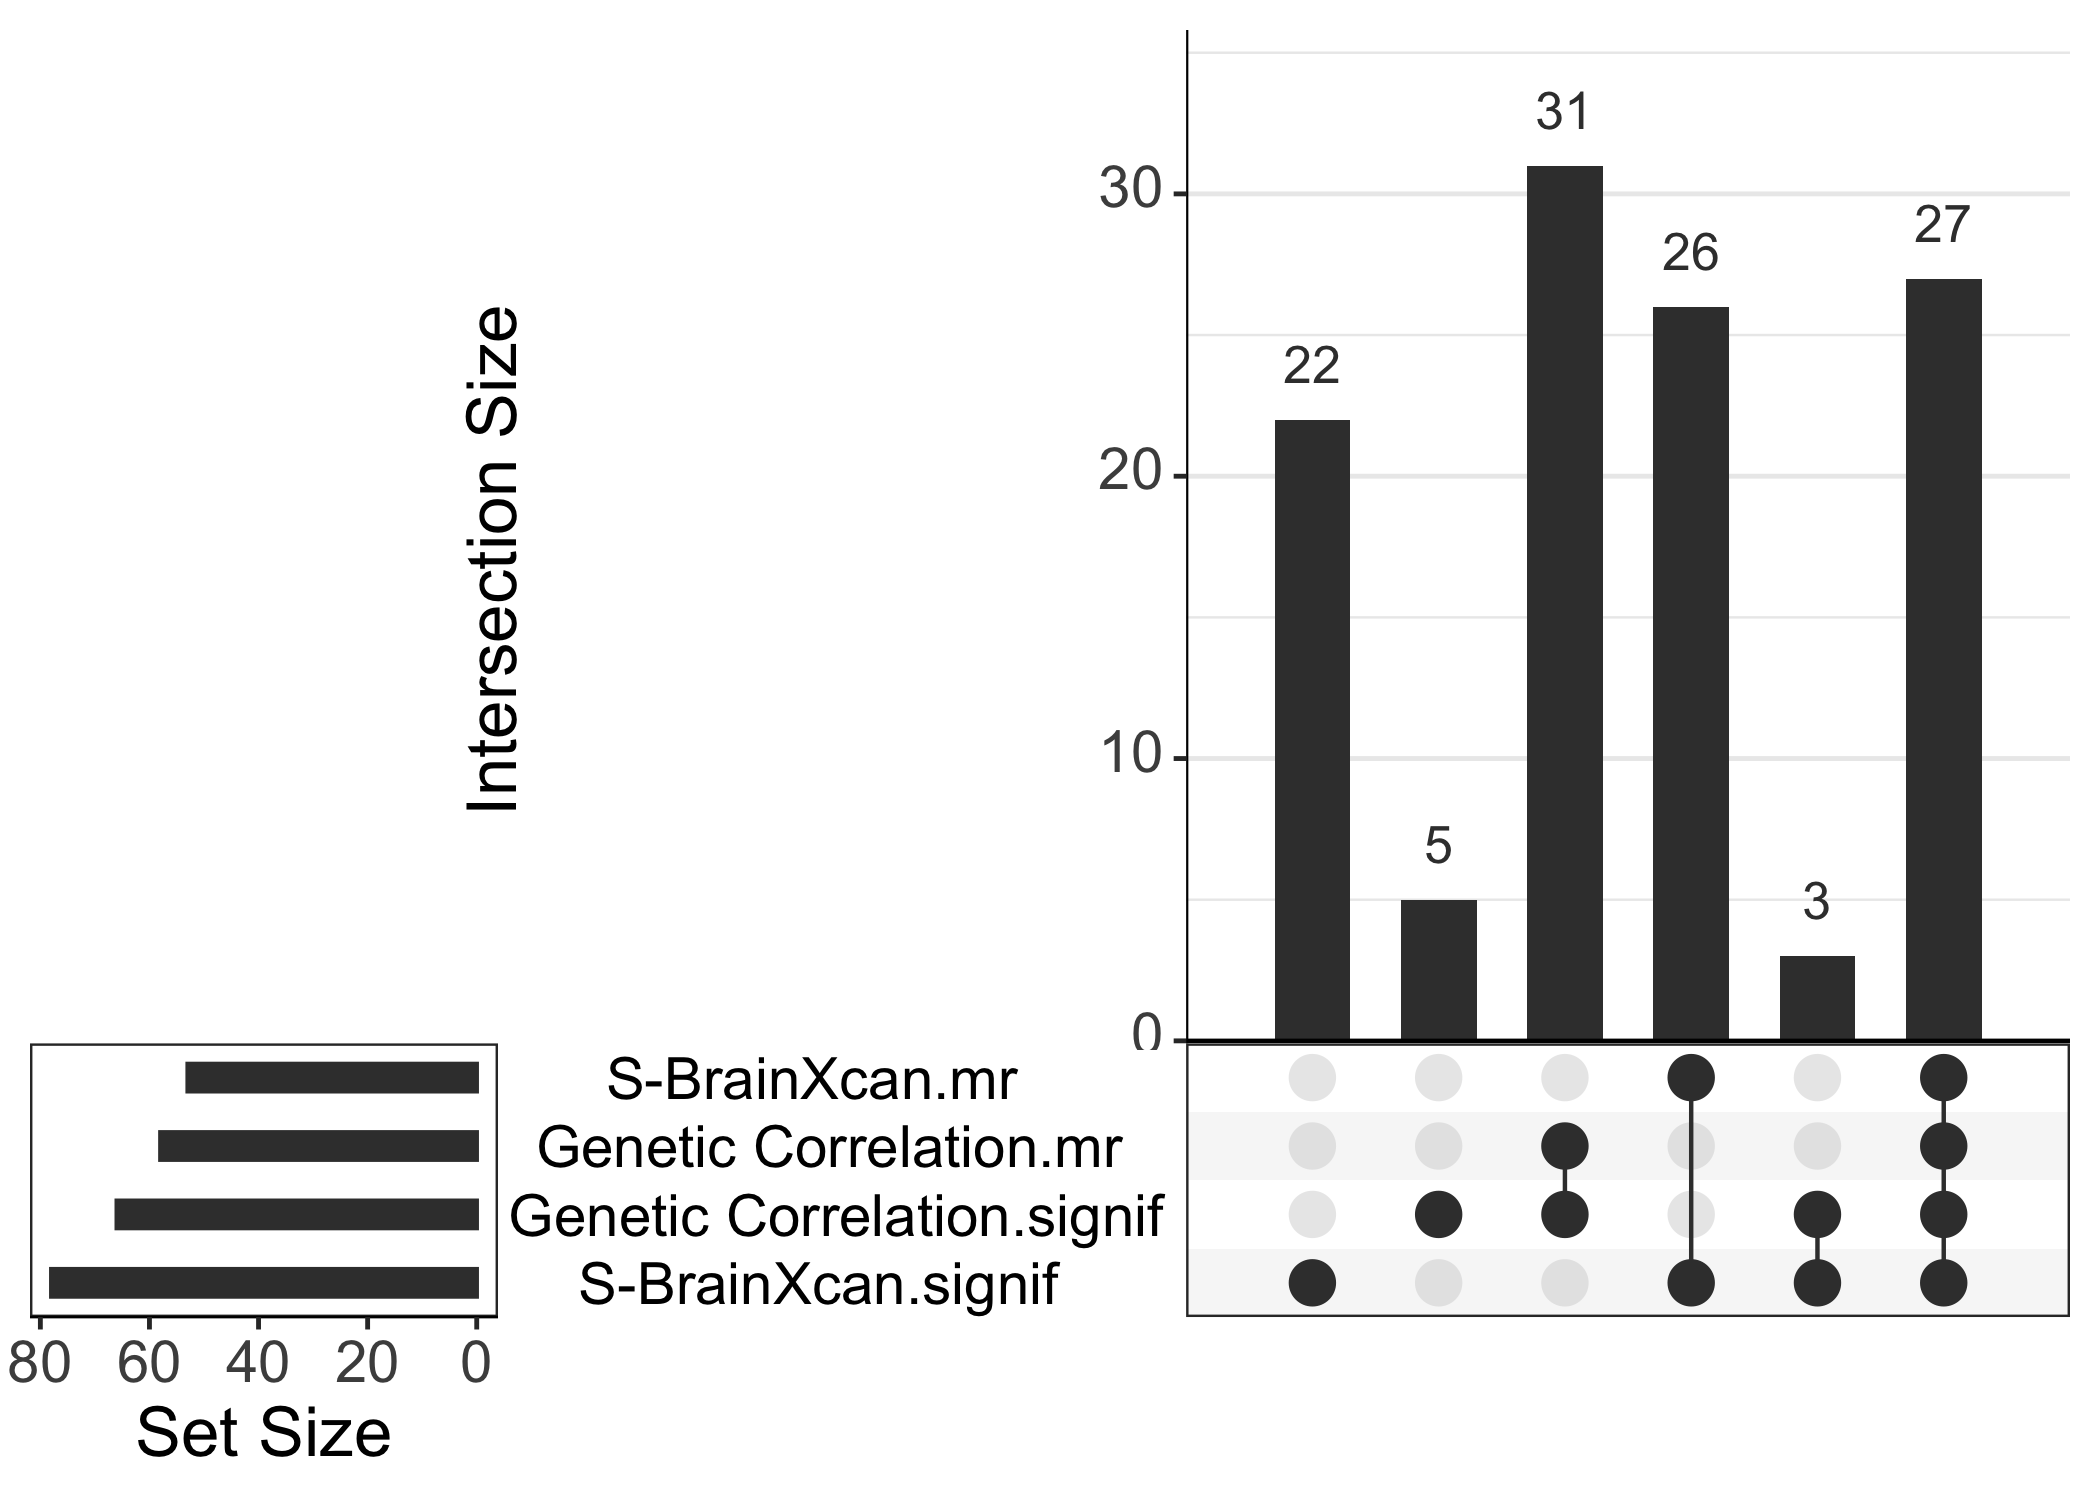 Intersection Size
30
20
10
0
31
27
26
22
5
3
S-BrainXcan.mr
Genetic Correlation.mr
Genetic Correlation.signif
S-BrainXcan.signif
80 60 40 20 0
Set Size